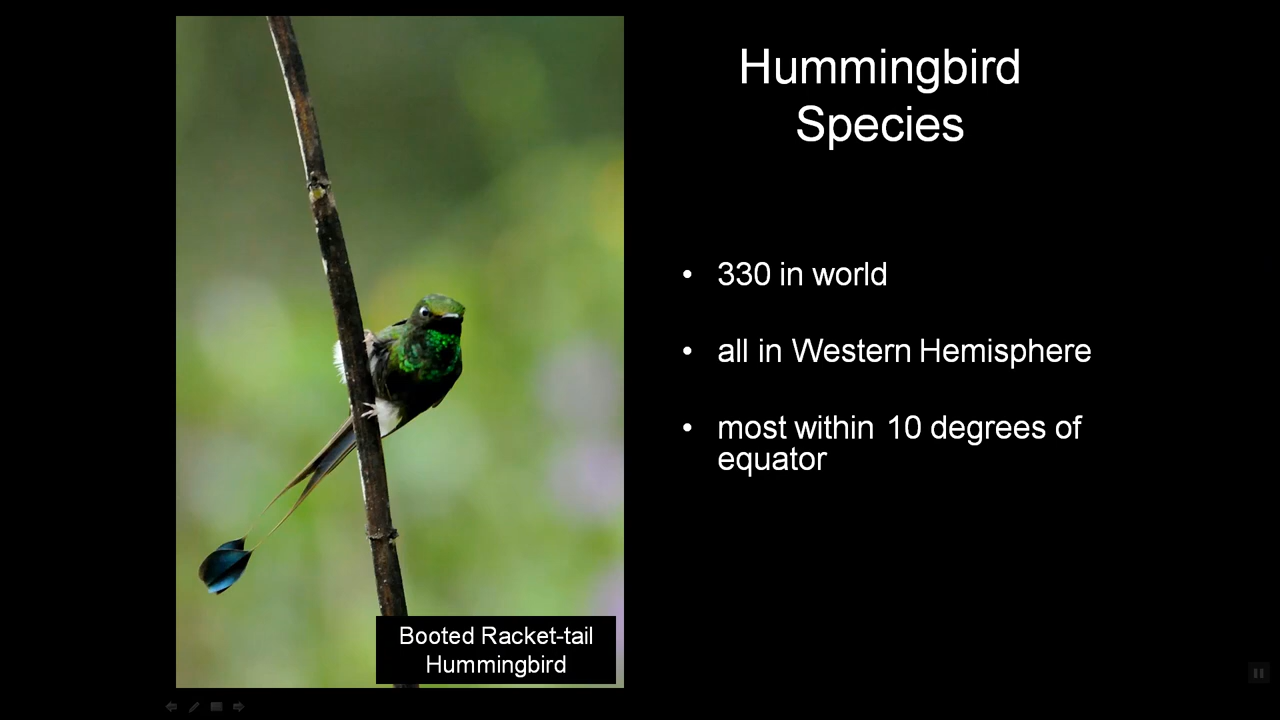 Hummingbird
Species
• 330 in world
• all in Western Hemisphere
• most within 10 degrees of
equator
Booted Racket-tail
Hummingbird